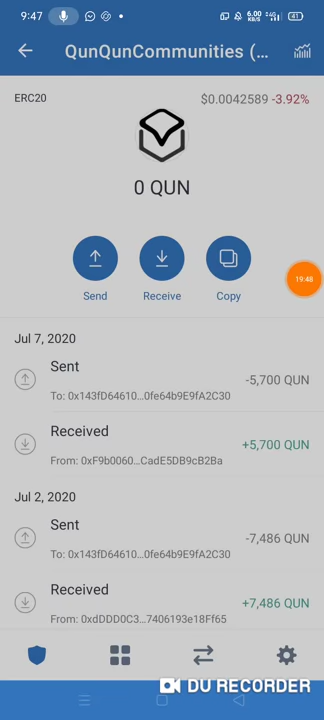 9:47
6.00
KB/S
4G
41
QunQunCommunities (...
ERC20
$0.0042589 -3.92%
0 QUN
Send
Receive
Copy
19:48
Jul 7, 2020
Sent
-5,700 QUN
To: 0x143fD64610...0fe64b9E9fA2C30
Received
+5,700 QUN
From: 0xF9b0060...CadE5DB9cB2Ba
Jul 2, 2020
Sent
-7,486 QUN
To: 0x143fD64610...0fe64b9E9fA2C30
Received
+7,486 QUN
From: 0xdDDD0C3...7406193e18Ff65
DU RECORDER